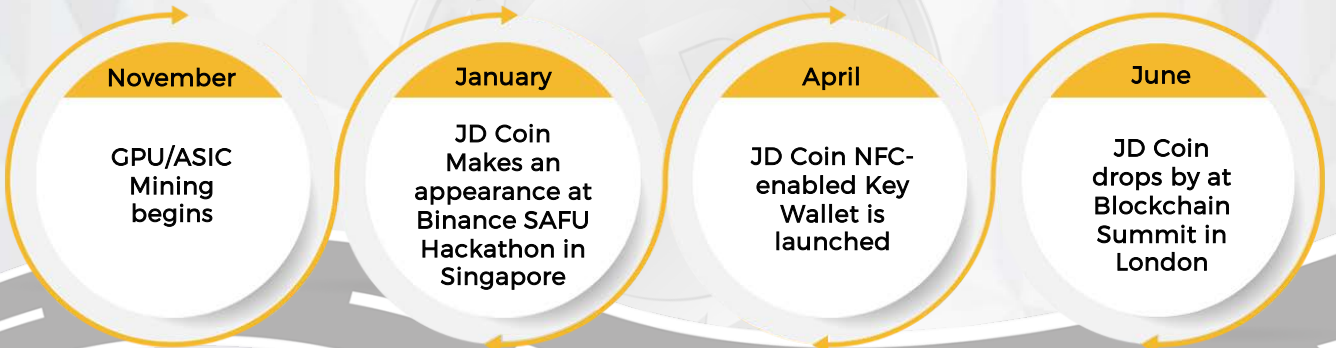 November
GPU/ASIC
Mining
begins
January
JD Coin
Makes an
appearance at
Binance SAFU
Hackathon in
Singapore
April
JD Coin NFC-
enabled Key
Wallet is
launched
June
JD Coin
drops by at
Blockchain
Summit in
London